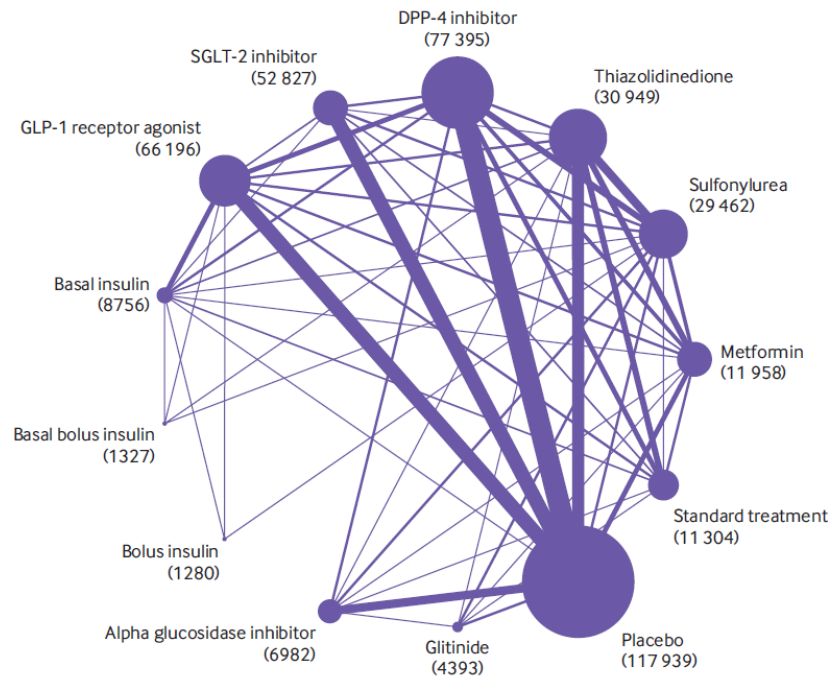 DPP-4 inhibitor
(77 395)
SGLT-2 inhibitor
(52 827)
Thiazolidinedione
(30 949)
GLP-1 receptor agonist
(66 196)
Sulfonylurea
(29 462)
Basal insulin
(8756)
Metformin
(11 958)
Basal bolus insulin
(1327)
Standard treatment
(11 304)
Bolus insulin
(1280)
Alpha glucosidase inhibitor
(6982)
Glitinide
(4393)
Placebo
(117 939)